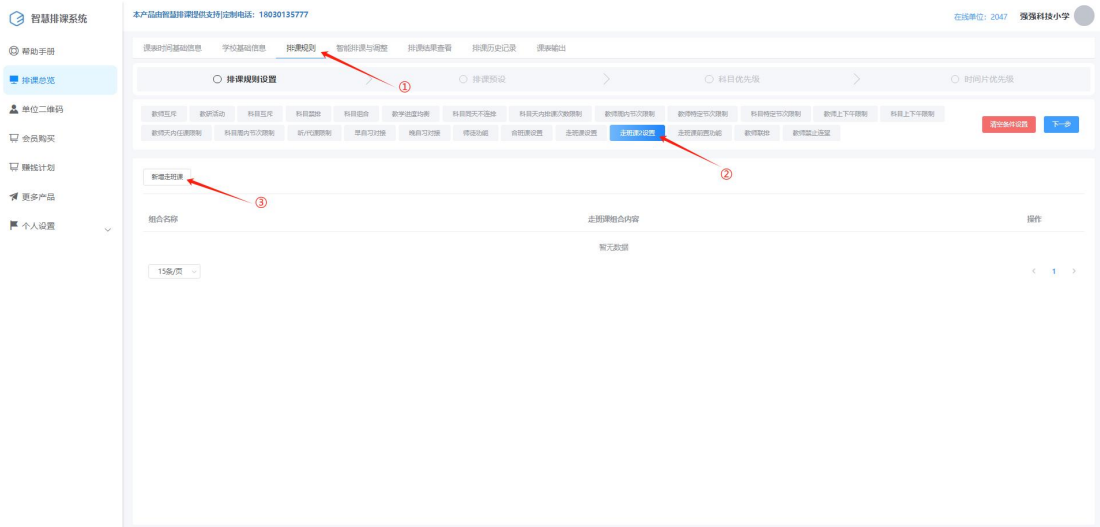 智慧排课系统
本产品由智慧排课提供支持|定制电话：18030135777
在线单位：2047 强强科技小学
帮助手册
排课总览
单位二维码
会员购买
赚钱计划
更多产品
个人设置
课表时间基础信息 学校基础信息 排课规则 智能排课与调整 排课结果查看 排课历史记录 课表输出
①
排课规则设置 排课预设 科目优先级 时间片优先级
教师互斥 教研活动 科目互斥 科目禁排 科目组合 教学进度均衡 科目周天不连排 科目天内排课次数限制 教师周内节次限制 教师特定节次限制 科目特定节次限制 教师上下午限制 科目上下午限制
教师天内任课限制 科目周内节次限制 听/代课限制 早自习对接 晚自习对接 师徒功能 合班课设置 走班课设置 走班课2设置 走班课前置功能 教师联排 教师禁止连堂
清空条件设置 下一步
②
新增走班课
③
组合名称 走班课组合内容 操作
暂无数据
15条/页 < 1 >